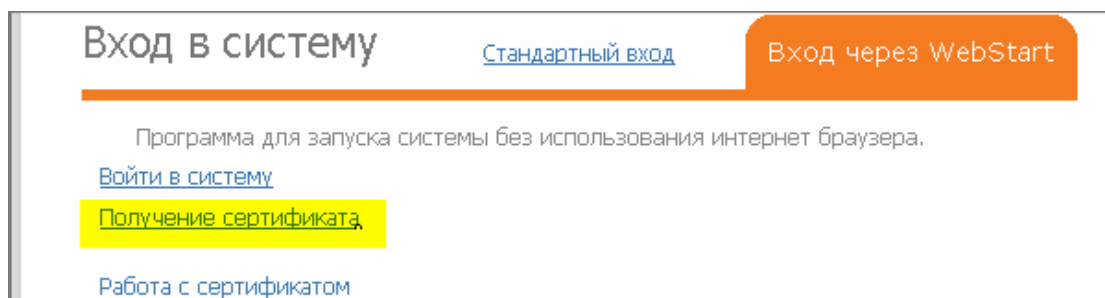 Вход в систему Стандартный вход Вход через WebStart
Программа для запуска системы без использования интернет браузера.
Войти в систему
Получение сертификата
Работа с сертификатом